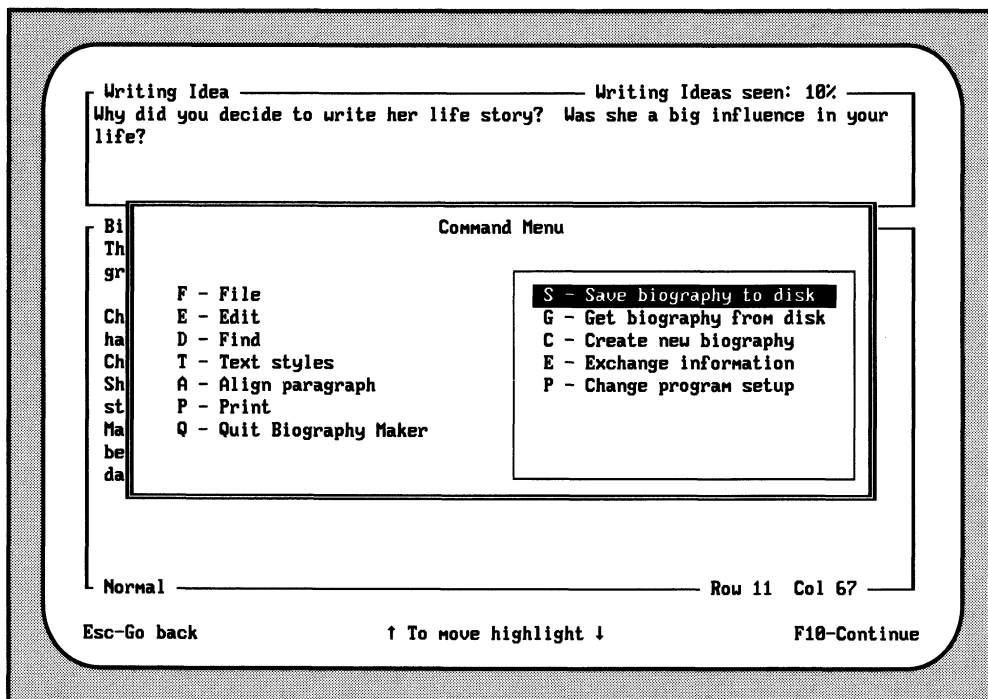 Writing Idea Writing Ideas seen: 10%
Why did you decide to write her life story?  Was she a big influence in your
life?
Bi
Th
gr
Ch
ha
Ch
Sh
st
Ma
be
da
Command Menu
F - File
E - Edit
D - Find
T - Text styles
A - Align paragraph
P - Print
Q - Quit Biography Maker
S - Save biography to disk
G - Get biography from disk
C - Create new biography
E - Exchange information
P - Change program setup
Normal Row 11  Col 67
Esc-Go back ↑ To move highlight ↓ F10-Continue